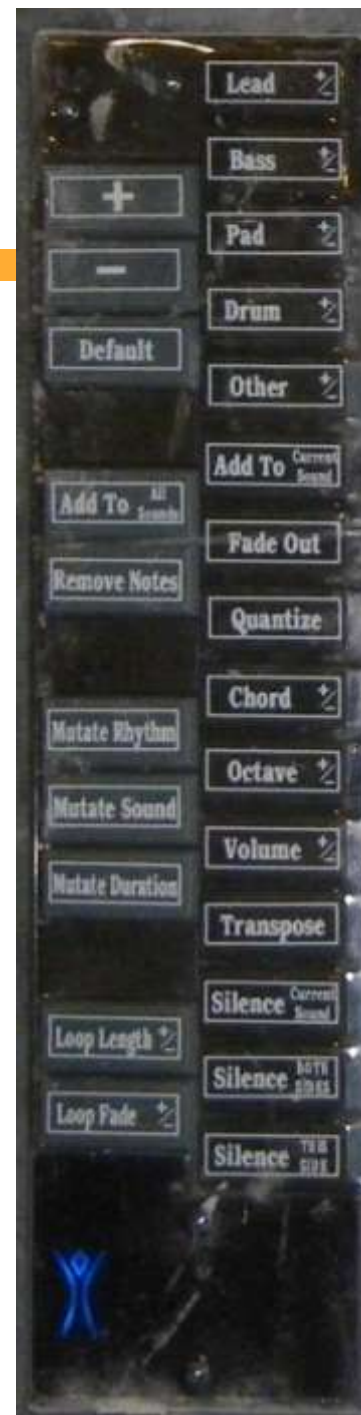 +
-
Default
Add To All Sounds
Remove Notes
Mutate Rhythm
Mutate Sound
Mutate Duration
Loop Length +/-
Loop Fade +/-
Lead +/-
Bass +/-
Pad +/-
Drum +/-
Other +/-
Add To Current Sound
Fade Out
Quantize
Chord +/-
Octave +/-
Volume +/-
Transpose
Silence Current Sound
Silence BOTH SIDES
Silence THIS SIDE